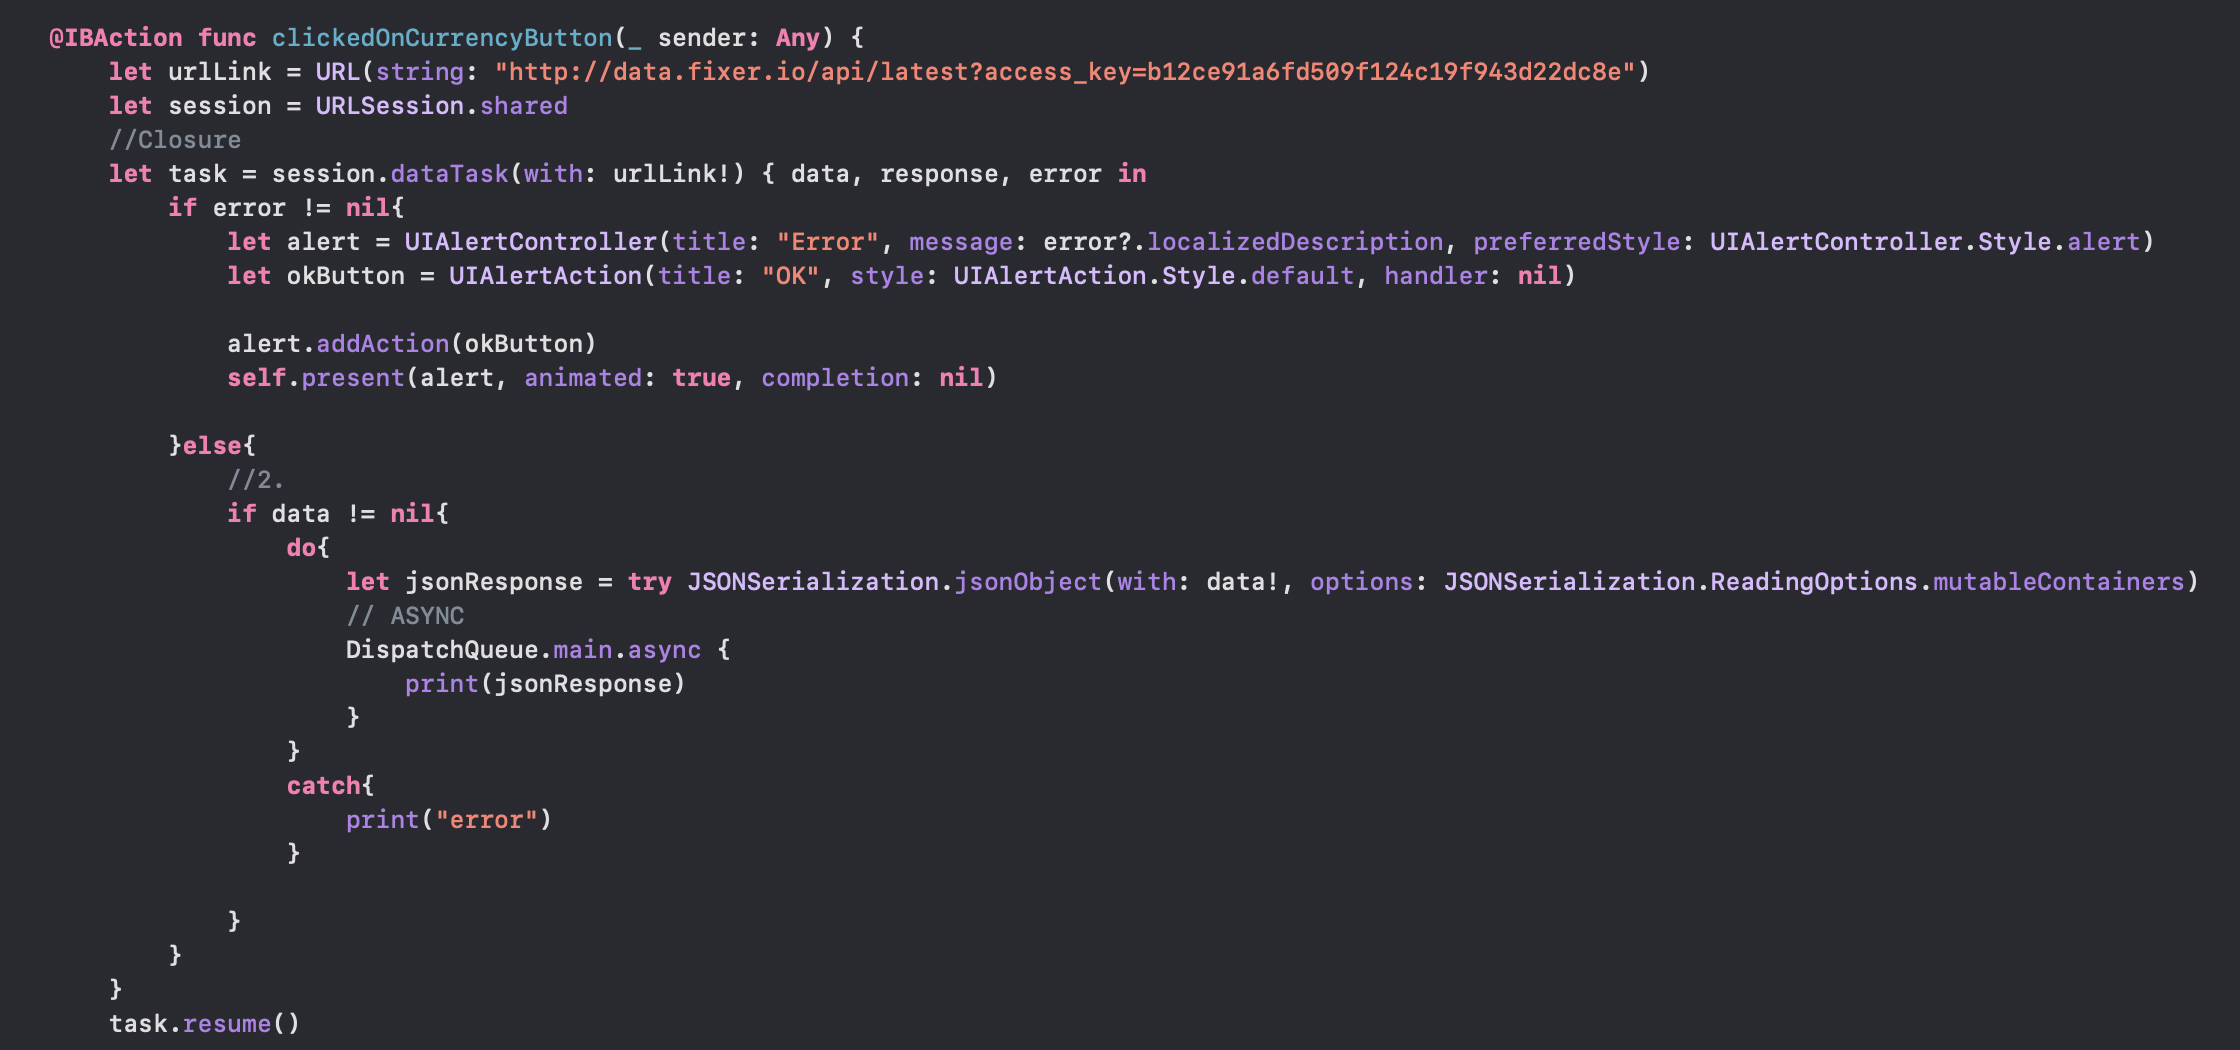 @IBAction func clickedOnCurrencyButton(_ sender: Any) {
let urlLink = URL(string: "http://data.fixer.io/api/latest?access_key=b12ce91a6fd509f124c19f943d22dc8e")
let session = URLSession.shared
//Closure
let task = session.dataTask(with: urlLink!) { data, response, error in
if error != nil{
let alert = UIAlertController(title: "Error", message: error?.localizedDescription, preferredStyle: UIAlertController.Style.alert)
let okButton = UIAlertAction(title: "OK", style: UIAlertAction.Style.default, handler: nil)
alert.addAction(okButton)
self.present(alert, animated: true, completion: nil)
}else{
//2.
if data != nil{
do{
let jsonResponse = try JSONSerialization.jsonObject(with: data!, options: JSONSerialization.ReadingOptions.mutableContainers)
// ASYNC
DispatchQueue.main.async {
print(jsonResponse)
}
}
catch{
print("error")
}
}
}
}
task.resume()